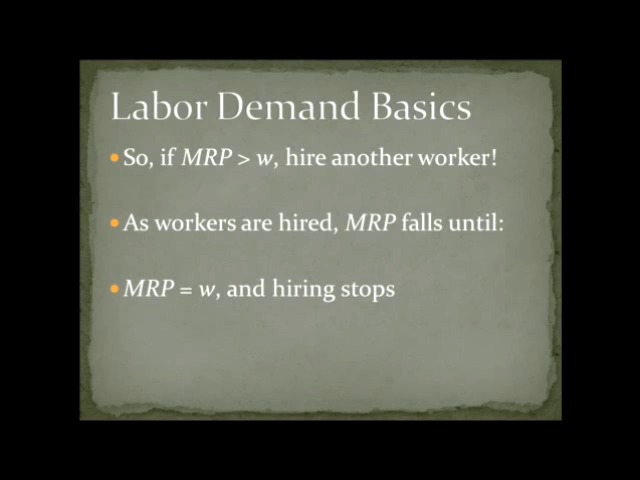 Labor Demand Basics
• So, if MRP > w, hire another worker!
• As workers are hired, MRP falls until:
• MRP = w, and hiring stops